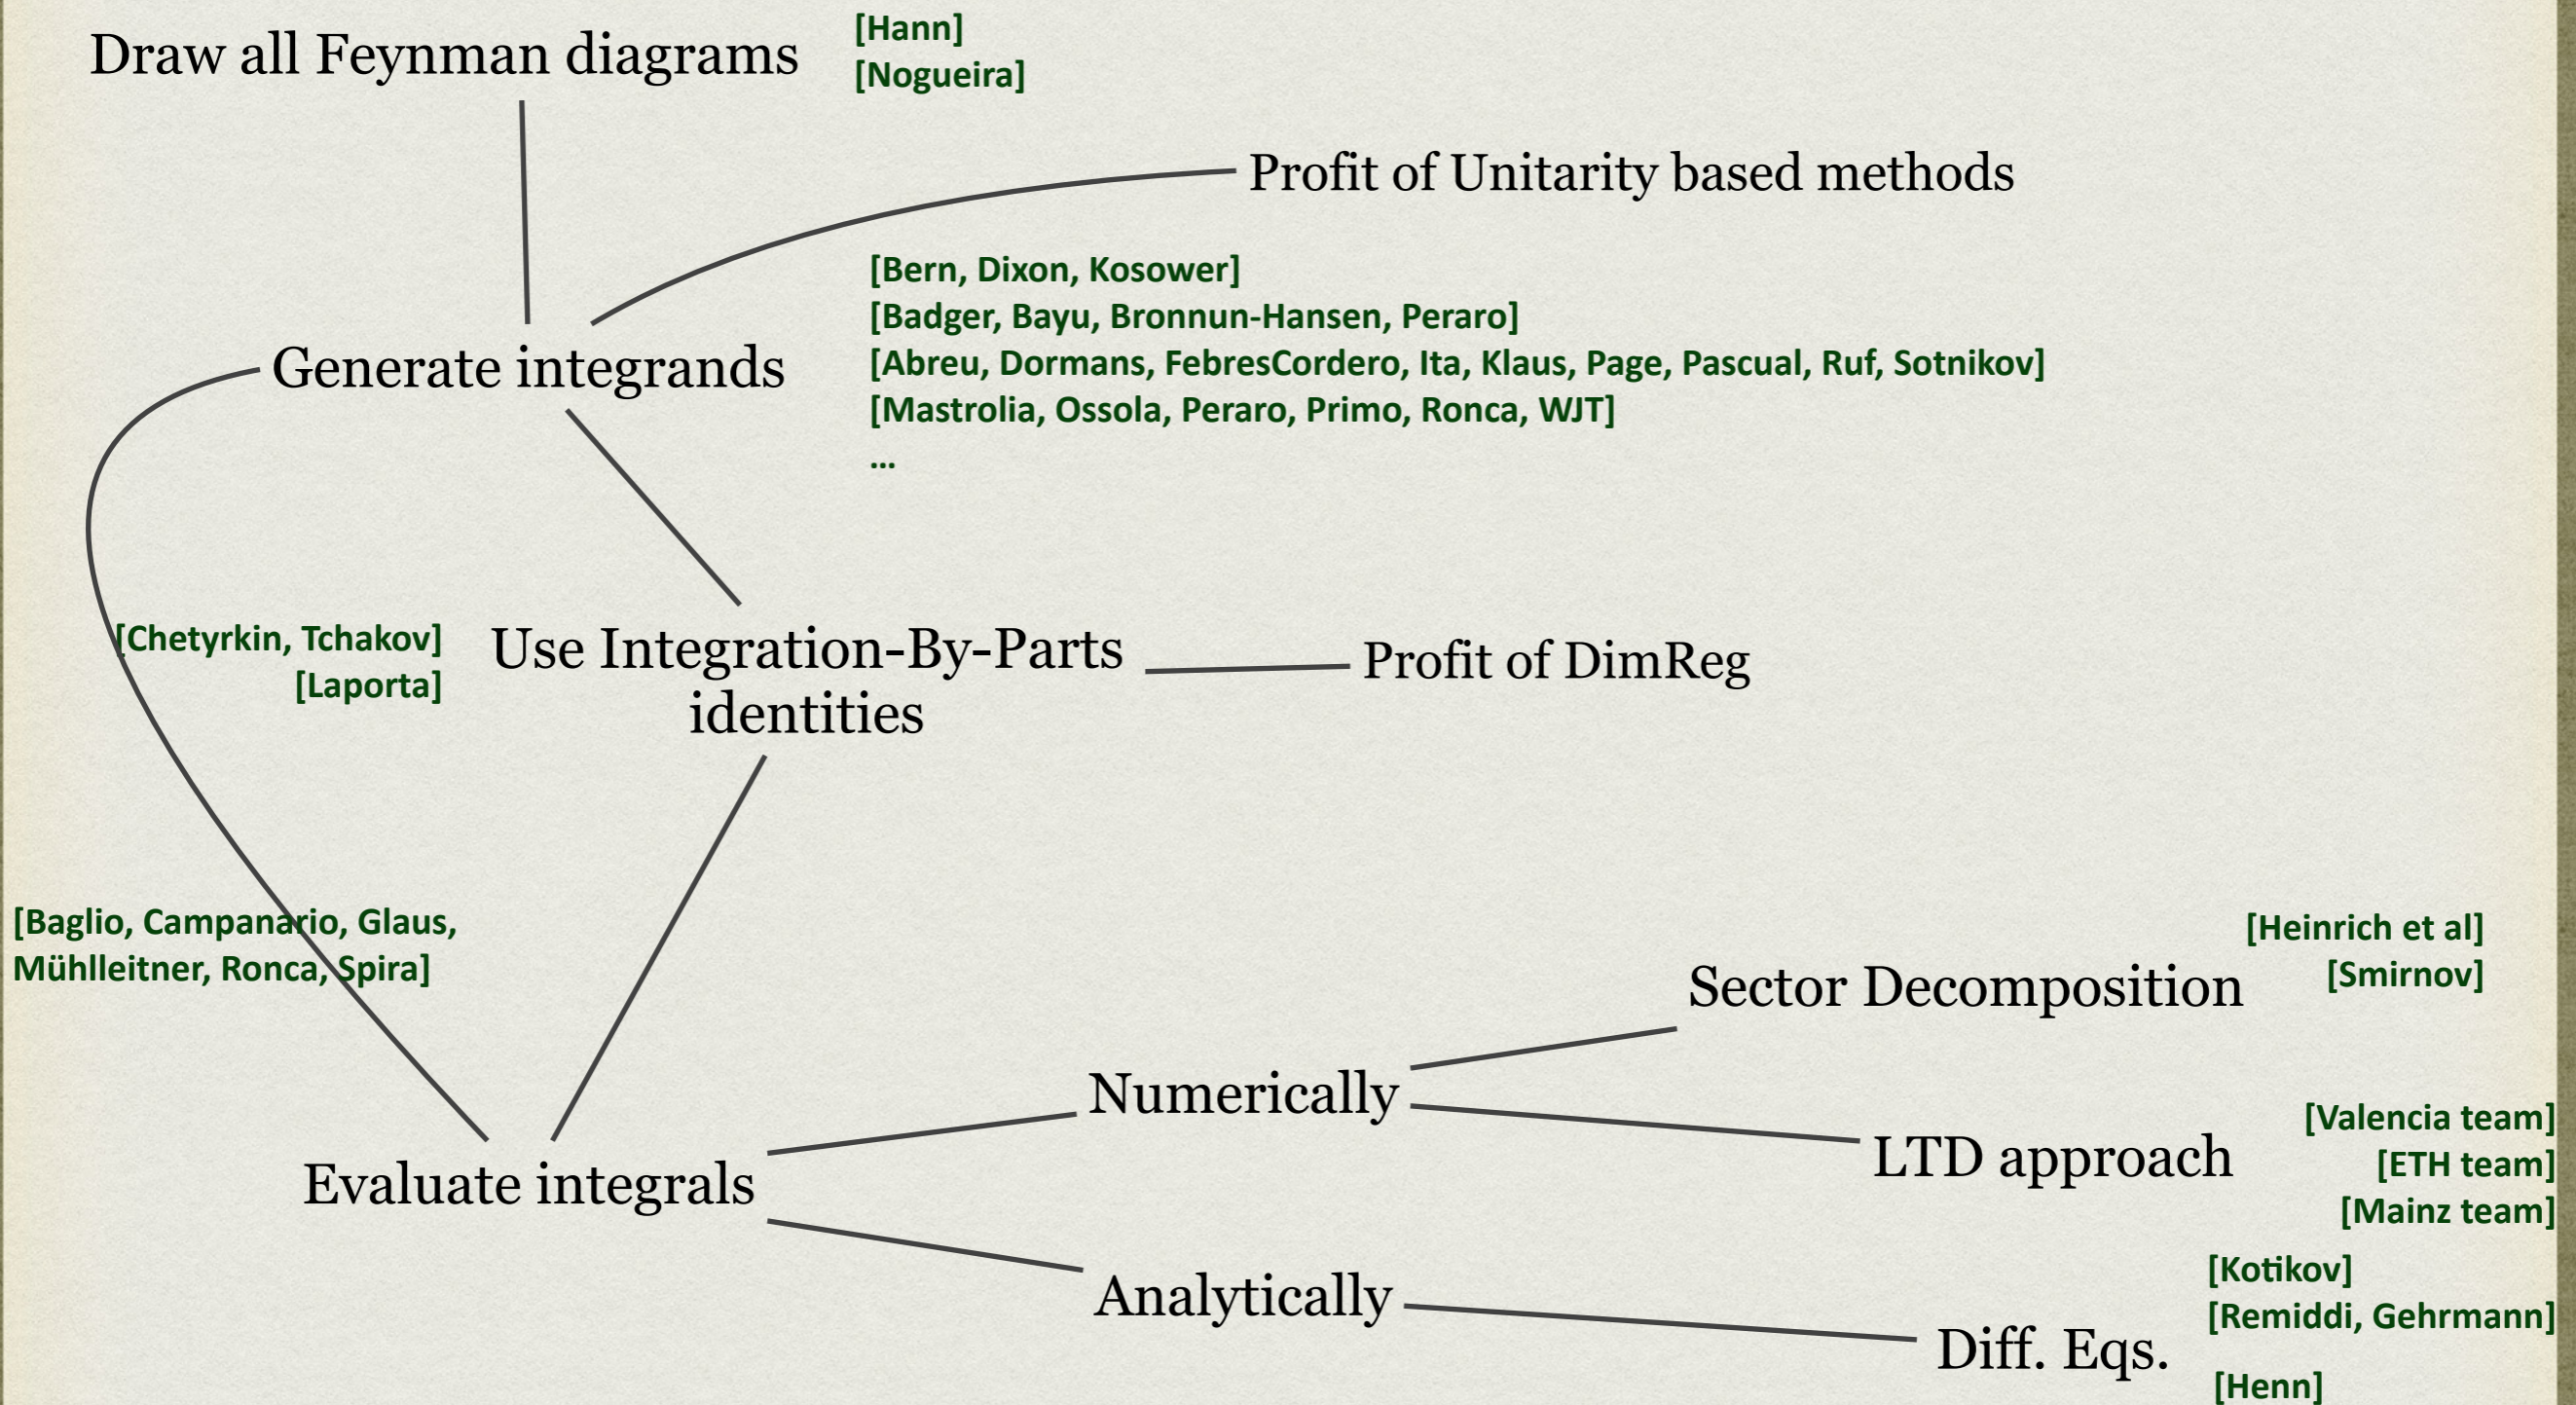 Draw all Feynman diagrams
[Hann]
[Nogueira]
Profit of Unitarity based methods
[Bern, Dixon, Kosower]
[Badger, Bayu, Bronnun-Hansen, Peraro]
[Abreu, Dormans, FebresCordero, Ita, Klaus, Page, Pascual, Ruf, Sotnikov]
[Mastrolia, Ossola, Peraro, Primo, Ronca, WJT]
...
Generate integrands
[Chetyrkin, Tchakov]
[Laporta]
Use Integration-By-Parts
identities
Profit of DimReg
[Baglio, Campanario, Glaus,
Mühlleitner, Ronca, Spira]
Sector Decomposition
[Heinrich et al]
[Smirnov]
Numerically
LTD approach
[Valencia team]
[ETH team]
[Mainz team]
Evaluate integrals
Analytically
Diff. Eqs.
[Kotikov]
[Remiddi, Gehrmann]
[Henn]